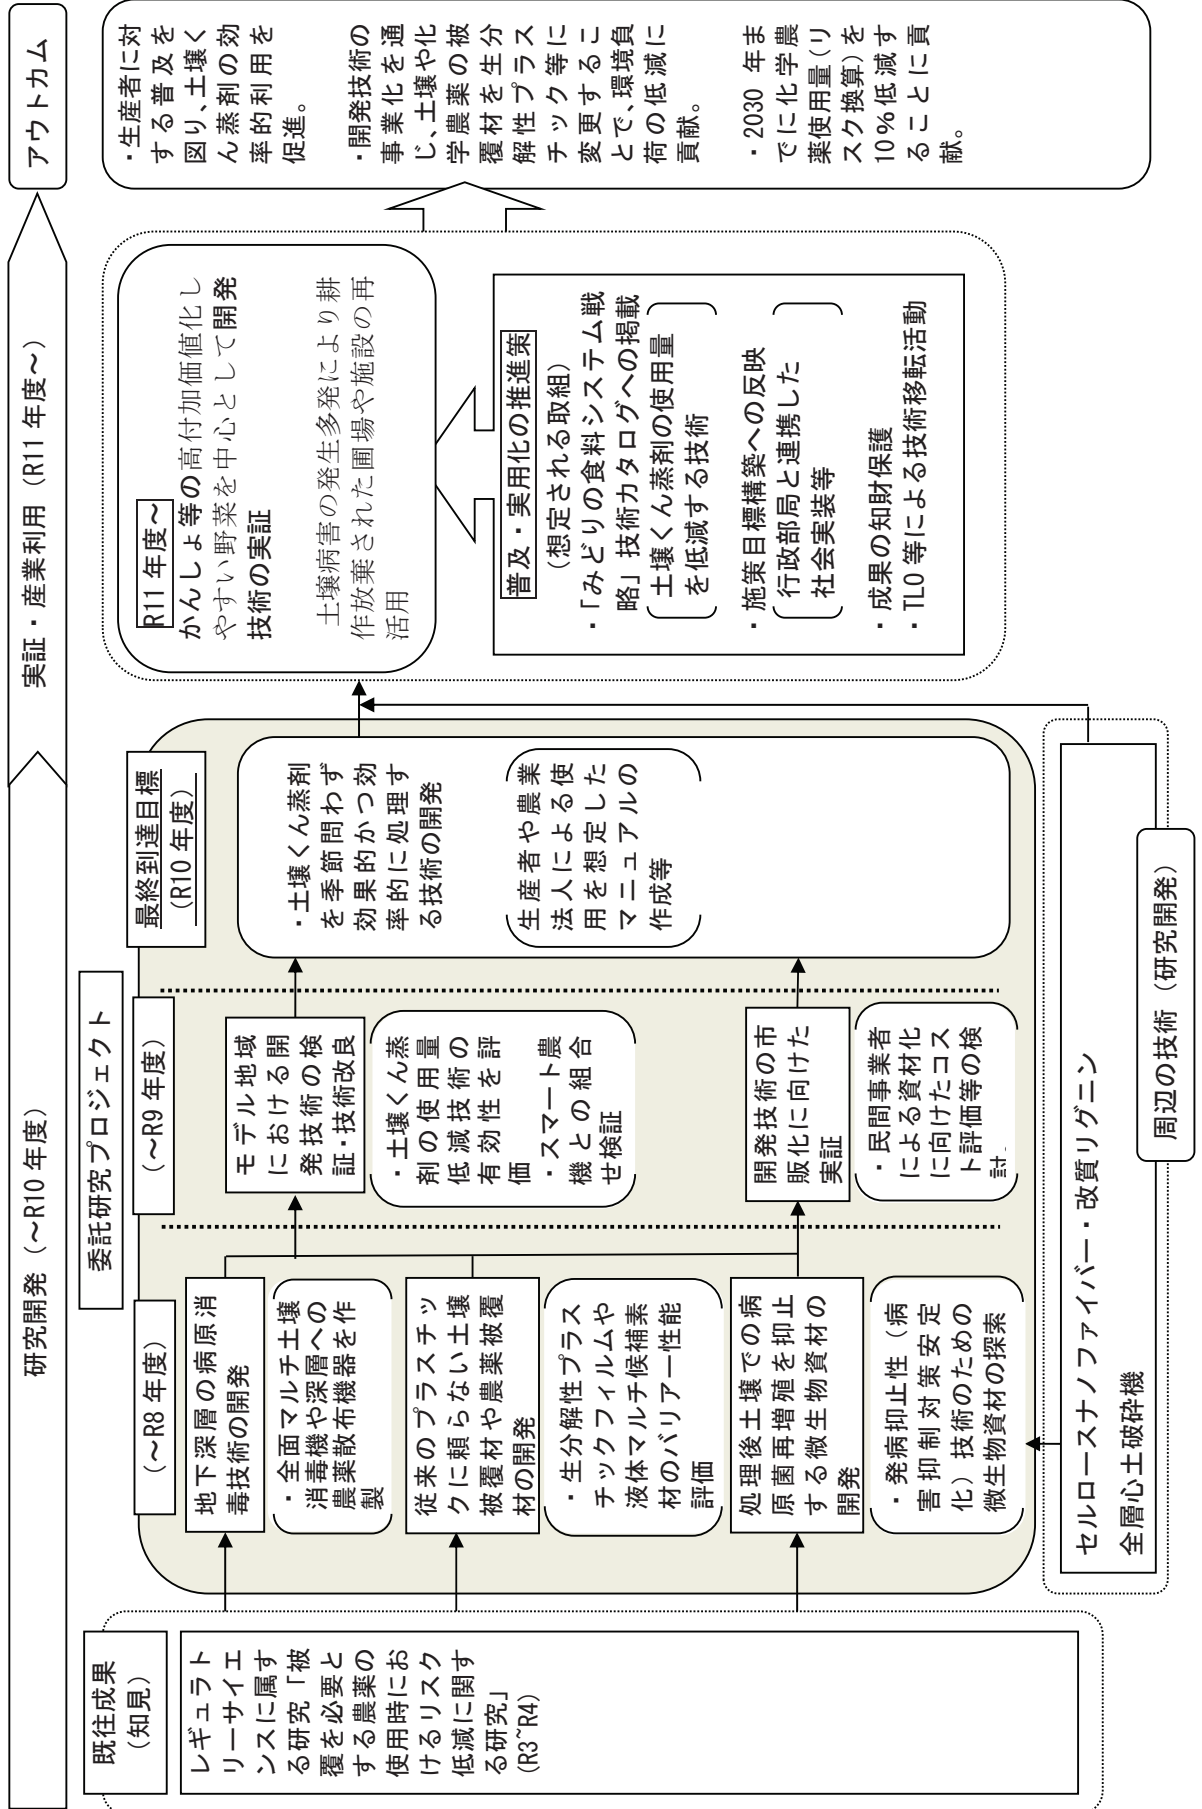 研究開発（～R10 年度）
実証・産業利用（R11 年度～）
アウトカム
既往成果
（知見）
レギュラト
リーサイエ
ンスに属す
る研究「被
覆を必要と
する農薬の
使用時にお
けるリスク
低減に関す
る研究」
(R3~R4)
委託研究プロジェクト
（～R8 年度）
地下深層の病原消
毒技術の開発
・全面マルチ土壌
消毒機や深層への
農薬散布機器を作
製
従来のプラスチッ
クに頼らない土壌
被覆材や農薬被覆
材の開発
・生分解性プラス
チックフィルムや
液体マルチ候補素
材のバリアー性能
評価
処理後土壌での病
原菌再増殖を抑止
する微生物資材の
開発
・発病抑止性（病
害抑制対策安定
化）技術のための
微生物資材の探索
（～R9 年度）
モデル地域
における開
発技術の検
証・技術改良
・土壌くん蒸
剤の使用量
低減技術の
有効性を評
価
・スマート農
機との組合
せ検証
開発技術の市
販化に向けた
実証
・民間事業者
による資材化
に向けたコス
ト評価等の検
討
最終到達目標
（R10 年度）
・土壌くん蒸剤
を季節問わず
効果的かつ効
率的に処理す
る技術の開発
生産者や農業
法人による使
用を想定した
マニュアルの
作成等
R11 年度～
かんしょ等の高付加価値化し
やすい野菜を中心として開発
技術の実証
土壌病害の発生多発により耕
作放棄された圃場や施設の再
活用
普及・実用化の推進策
（想定される取組）
・「みどりの食料システム戦
略」技術カタログへの掲載
土壌くん蒸剤の使用量
を低減する技術
・施策目標構築への反映
行政部局と連携した
社会実装等
・成果の知財保護
・TLO 等による技術移転活動
・生産者に対
する普及を
図り、土壌く
ん蒸剤の効
率的利用を
促進。
・開発技術の
事業化を通
じ、土壌や化
学農薬の被
覆材を生分
解性プラス
チック等に
変更するこ
とで、環境負
荷の低減に
貢献。
・2030 年ま
でに化学農
薬使用量(リ
スク換算)を
10％低減す
ることに貢
献。
セルロースナノファイバー・改質リグニン
全層心土破砕機
周辺の技術（研究開発）